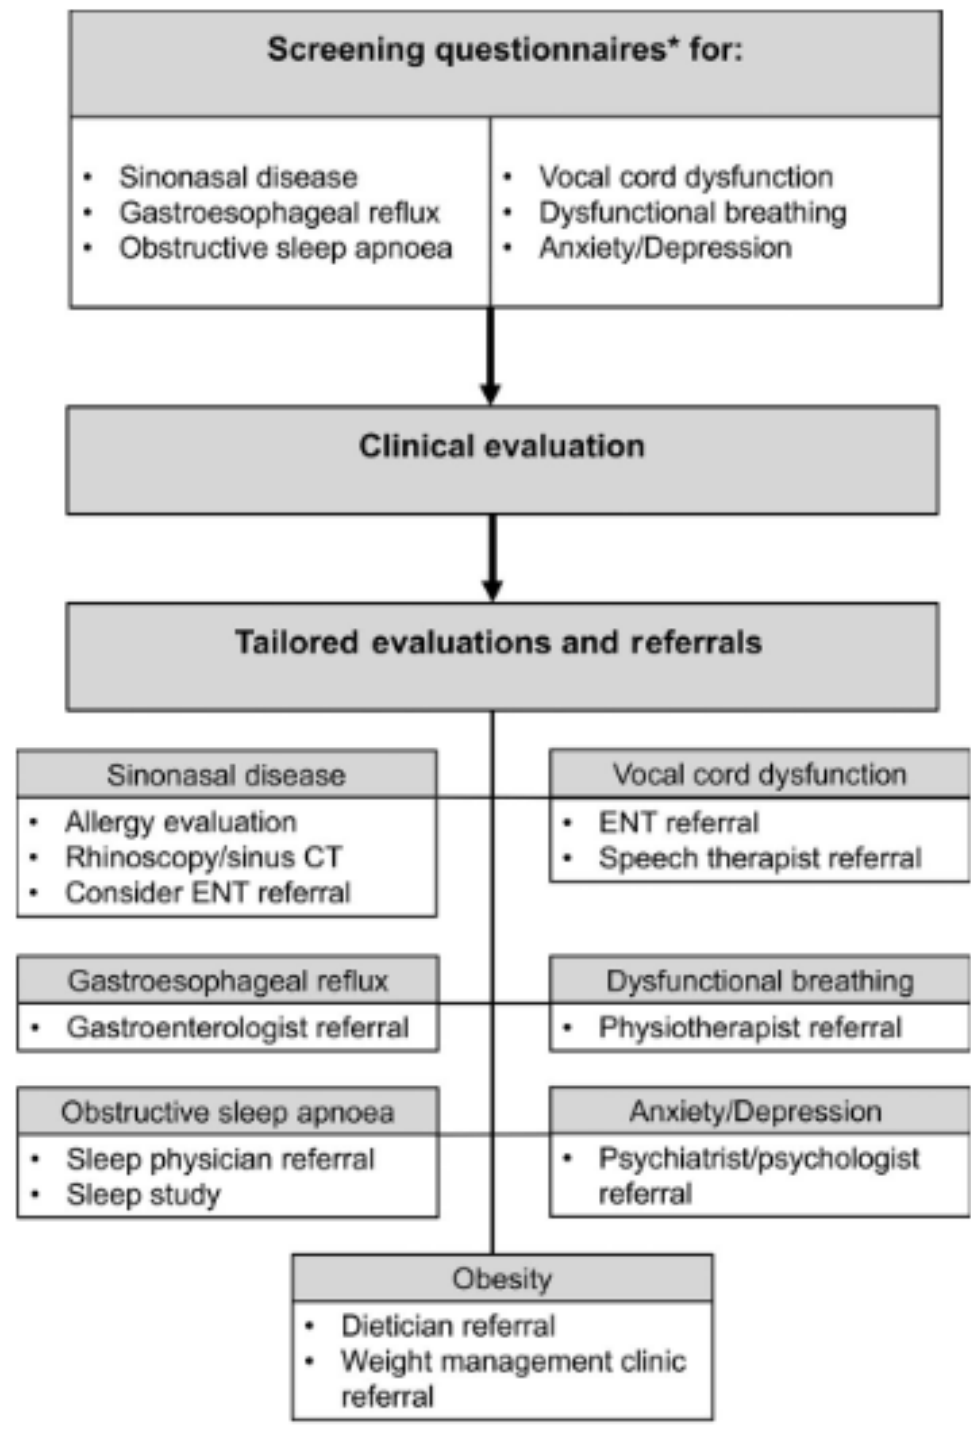 Screening questionnaires* for:
• Sinonasal disease
• Gastroesophageal reflux
• Obstructive sleep apnoea
• Vocal cord dysfunction
• Dysfunctional breathing
• Anxiety/Depression
Clinical evaluation
Tailored evaluations and referrals
Sinonasal disease
• Allergy evaluation
• Rhinoscopy/sinus CT
• Consider ENT referral
Vocal cord dysfunction
• ENT referral
• Speech therapist referral
Gastroesophageal reflux
• Gastroenterologist referral
Dysfunctional breathing
• Physiotherapist referral
Obstructive sleep apnoea
• Sleep physician referral
• Sleep study
Anxiety/Depression
• Psychiatrist/psychologist
referral
Obesity
• Dietician referral
• Weight management clinic
referral